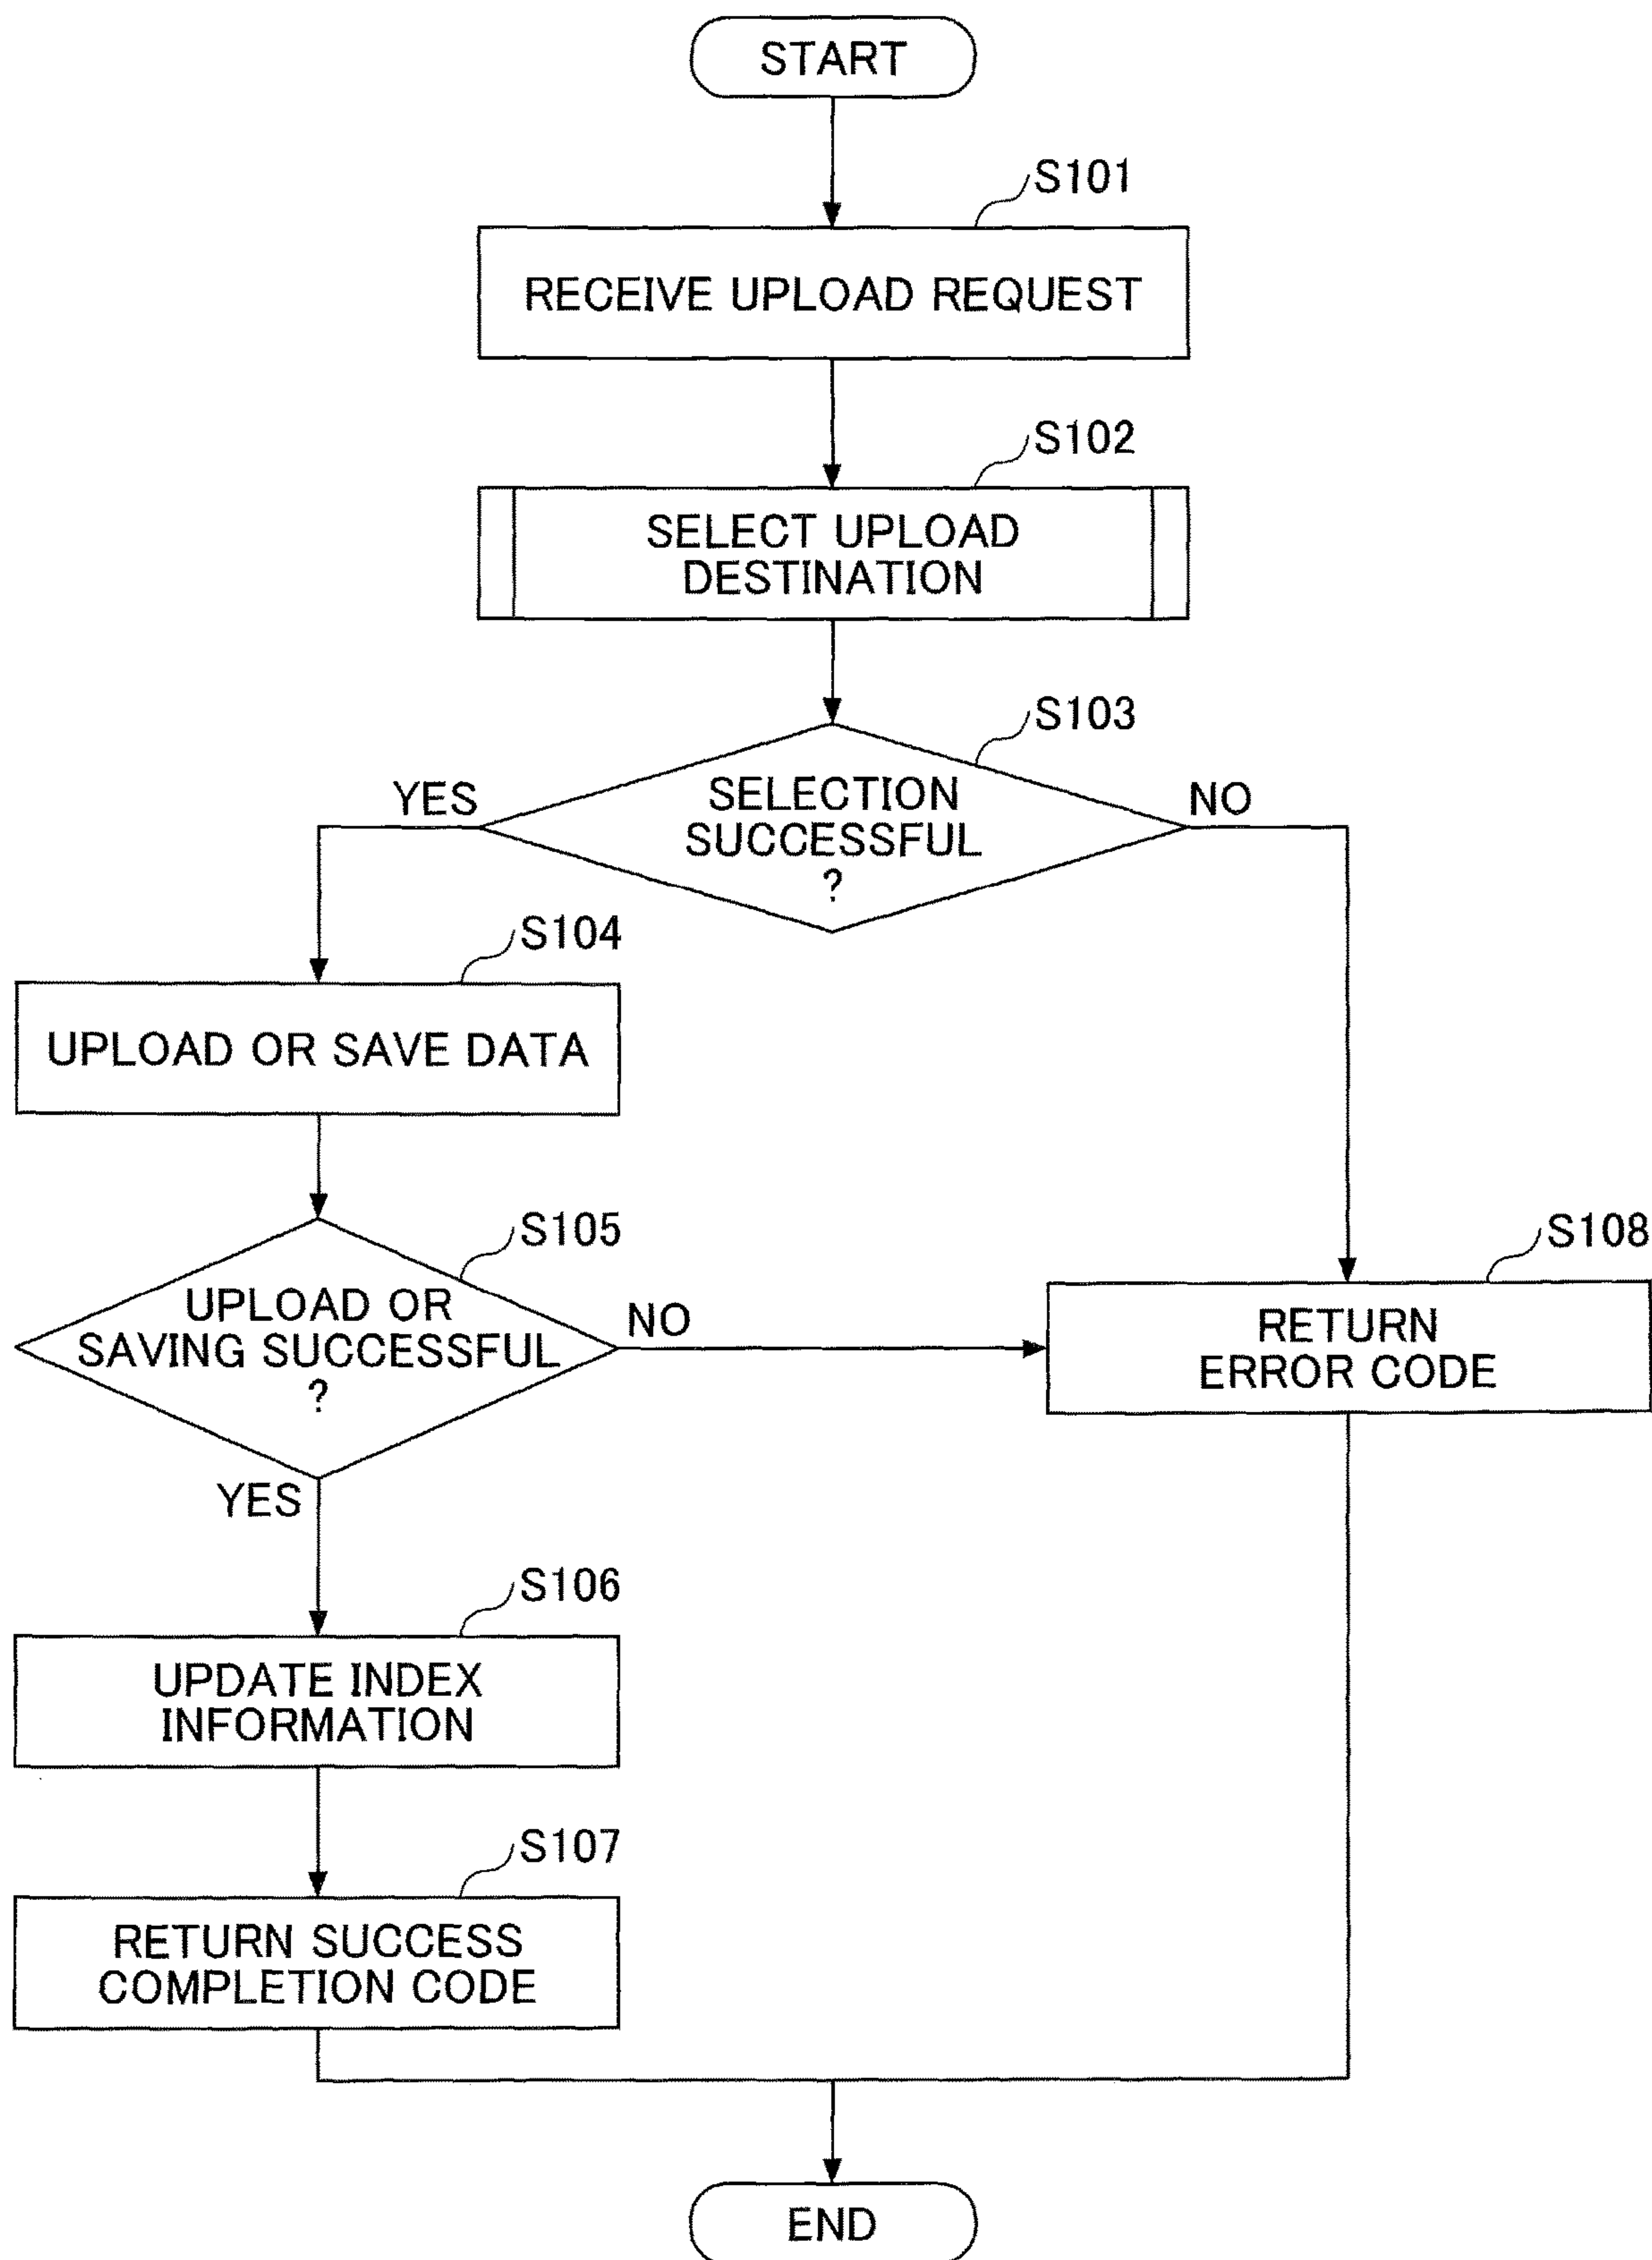 START
S101
RECEIVE UPLOAD REQUEST
S102
SELECT UPLOAD
DESTINATION
S103
YES
SELECTION
SUCCESSFUL
?
NO
S104
UPLOAD OR SAVE DATA
S105
UPLOAD OR
SAVING SUCCESSFUL
?
NO
S108
RETURN
ERROR CODE
YES
S106
UPDATE INDEX
INFORMATION
S107
RETURN SUCCESS
COMPLETION CODE
END